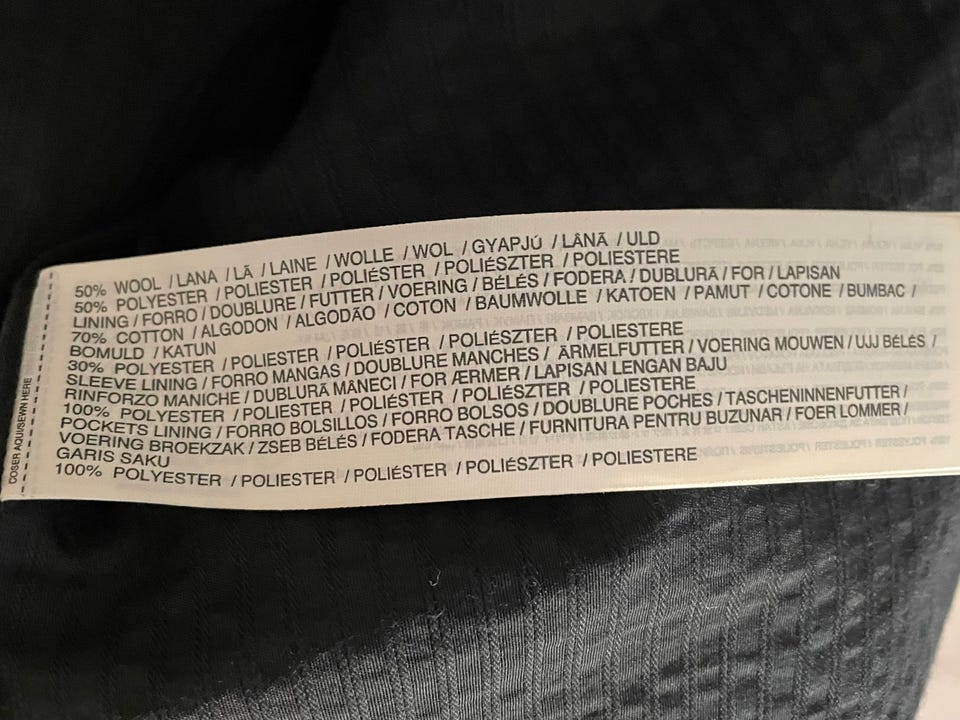 50% WOOL / LANA / LÃ / LAINE / WOLLE / WOL / GYAPJÚ / LÂNĂ / ULD
50% POLYESTER / POLIESTER / POLIÉSTER / POLIÉSZTER / POLIESTERE
LINING / FORRO / DOUBLURE / FUTTER / VOERING / BÉLÉS / FODERA / DUBLURĂ / FOR / LAPISAN
70% COTTON / ALGODON / ALGODÃO / COTON / BAUMWOLLE / KATOEN / PAMUT / COTONE / BUMBAC /
BOMULD / KATUN
30% POLYESTER / POLIESTER / POLIÉSTER / POLIÉSZTER / POLIESTERE
SLEEVE LINING / FORRO MANGAS / DOUBLURE MANCHES / ÄRMELFUTTER / VOERING MOUWEN / UJJ BÉLÉS /
RINFORZO MANICHE / DUBLURĂ MÂNECI / FOR ÆRMER / LAPISAN LENGAN BAJU
100% POLYESTER / POLIESTER / POLIÉSTER / POLIÉSZTER / POLIESTERE
POCKETS LINING / FORRO BOLSILLOS / FORRO BOLSOS / DOUBLURE POCHES / TASCHENINNENFUTTER /
VOERING BROEKZAK / ZSEB BÉLÉS / FODERA TASCHE / FURNITURA PENTRU BUZUNAR / FOER LOMMER /
GARIS SAKU
100% POLYESTER / POLIESTER / POLIÉSTER / POLIÉSZTER / POLIESTERE
COSER AQUI/SEWN HERE